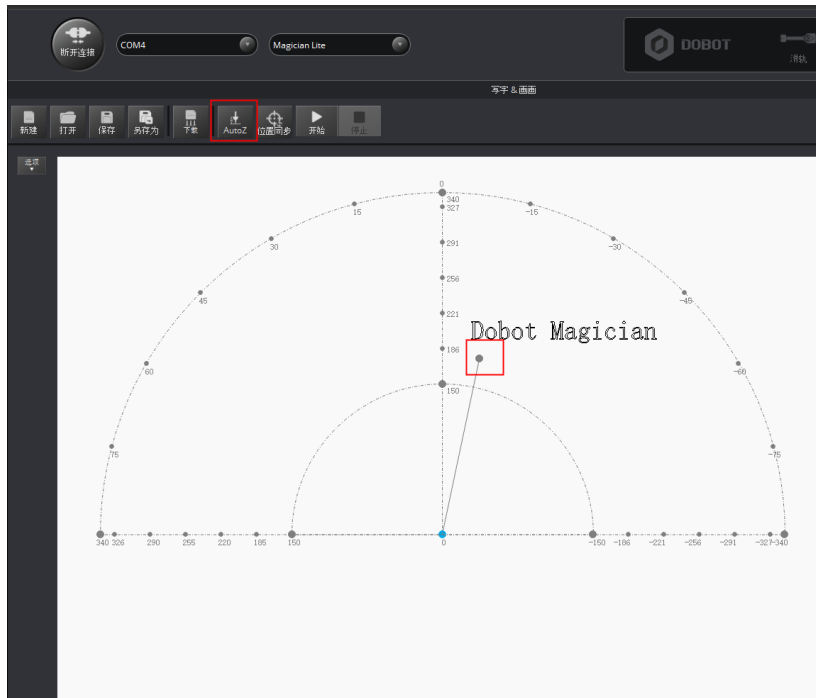 断开连接
COM4
Magician Lite
DOBOT
滑轨
写字 & 画画
新建 打开 保存 另存为 下载 AutoZ 位置同步 开始 停止
选项
0
340
327
15 -15
30 -30
291
256
45 -45
221
Dobot Magician
186
60 -60
150
75 -75
340 326 290 255 220 185 150 0 -150 -186 -221 -256 -291 -327 -340